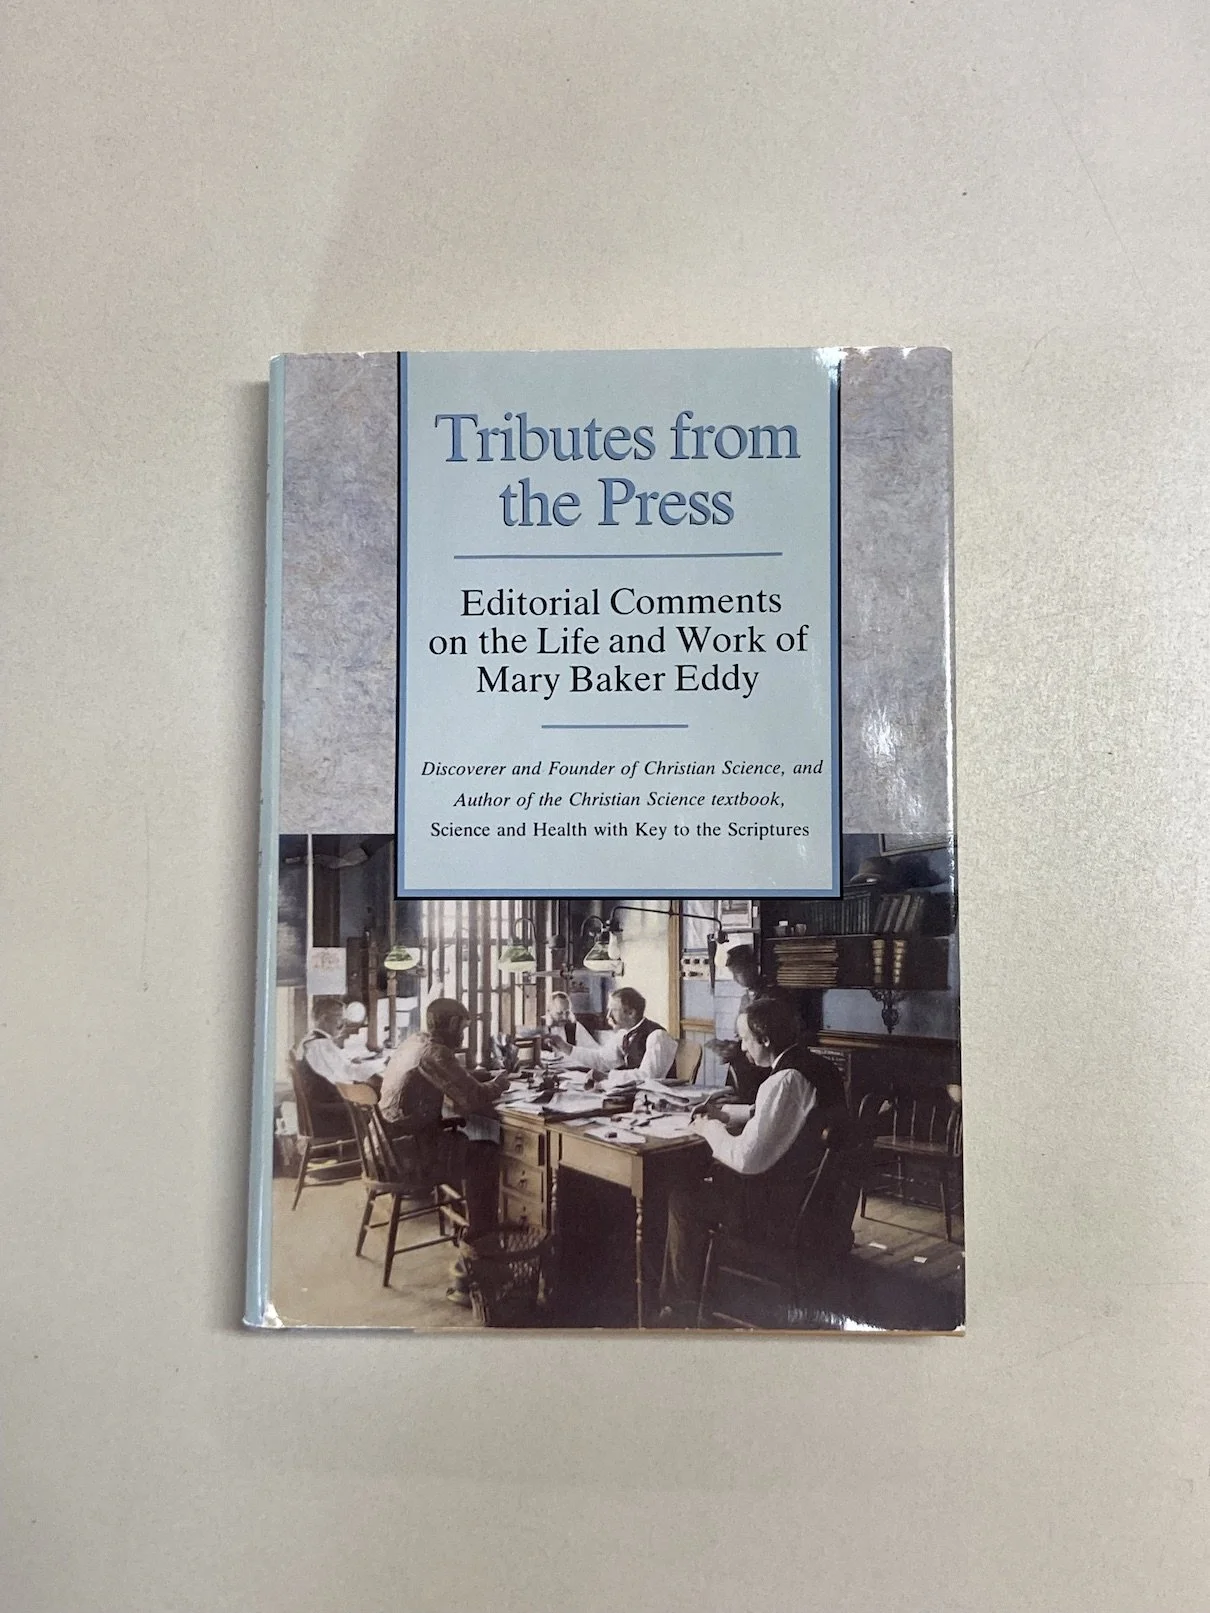 Tributes from
the Press
Editorial Comments
on the Life and Work of
Mary Baker Eddy
Discoverer and Founder of Christian Science, and
Author of the Christian Science textbook,
Science and Health with Key to the Scriptures